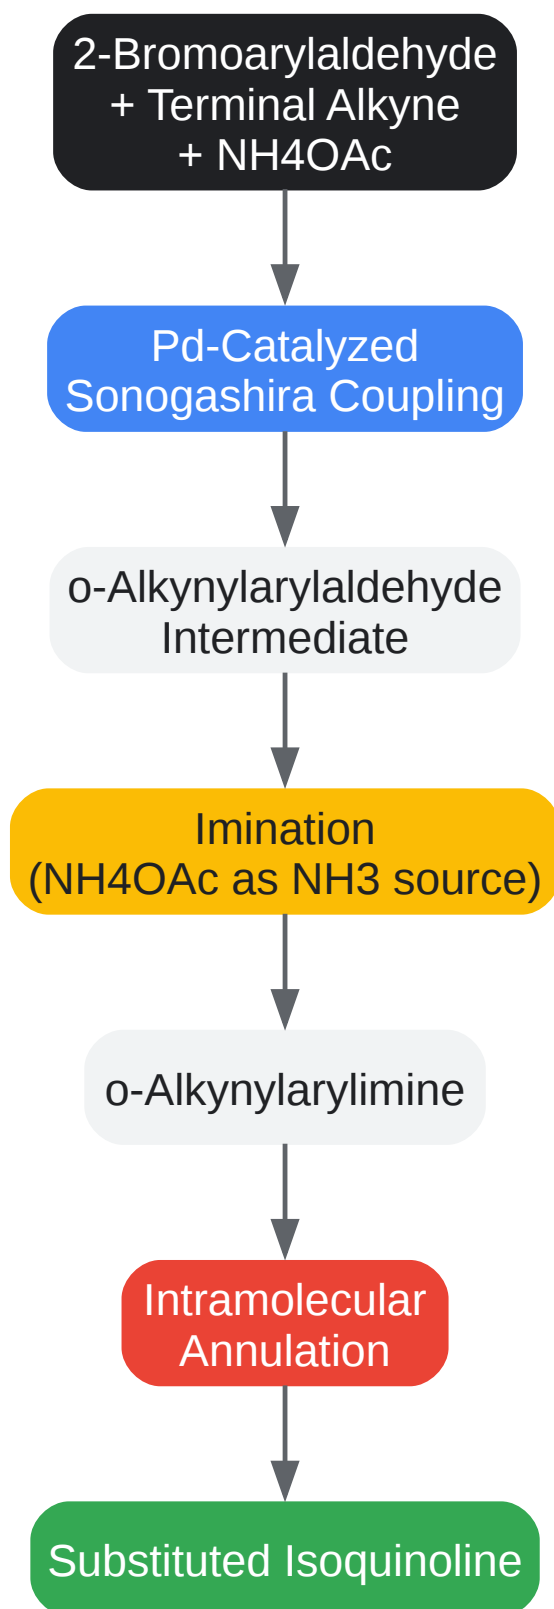 2-Bromoarylaldehyde
+ Terminal Alkyne
+ NH4OAc
Pd-Catalyzed
Sonogashira Coupling
o-Alkynylarylaldehyde
Intermediate
Imination
(NH4OAc as NH3 source)
o-Alkynylarylimine
Intramolecular
Annulation
Substituted Isoquinoline